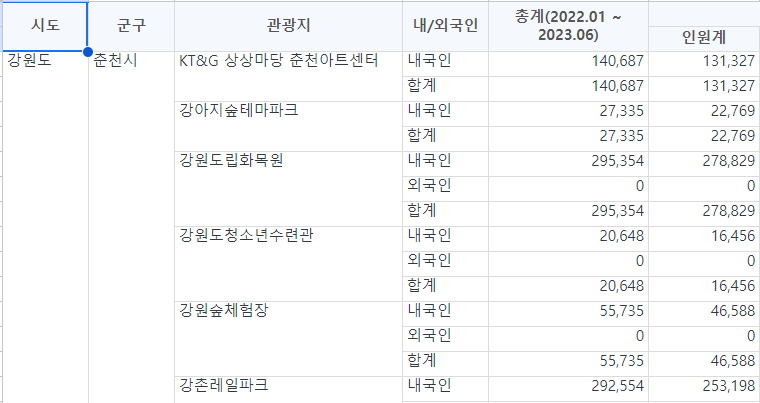 시도 군구 관광지 내/외국인 총계(2022.01 ~ 2023.06) 인원계
강원도 춘천시 KT&G 상상마당 춘천아트센터 내국인 140,687 131,327
합계 140,687 131,327
강아지숲테마파크 내국인 27,335 22,769
합계 27,335 22,769
강원도립화목원 내국인 295,354 278,829
외국인 0 0
합계 295,354 278,829
강원도청소년수련관 내국인 20,648 16,456
외국인 0 0
합계 20,648 16,456
강원숲체험장 내국인 55,735 46,588
외국인 0 0
합계 55,735 46,588
강촌레일파크 내국인 292,554 253,198